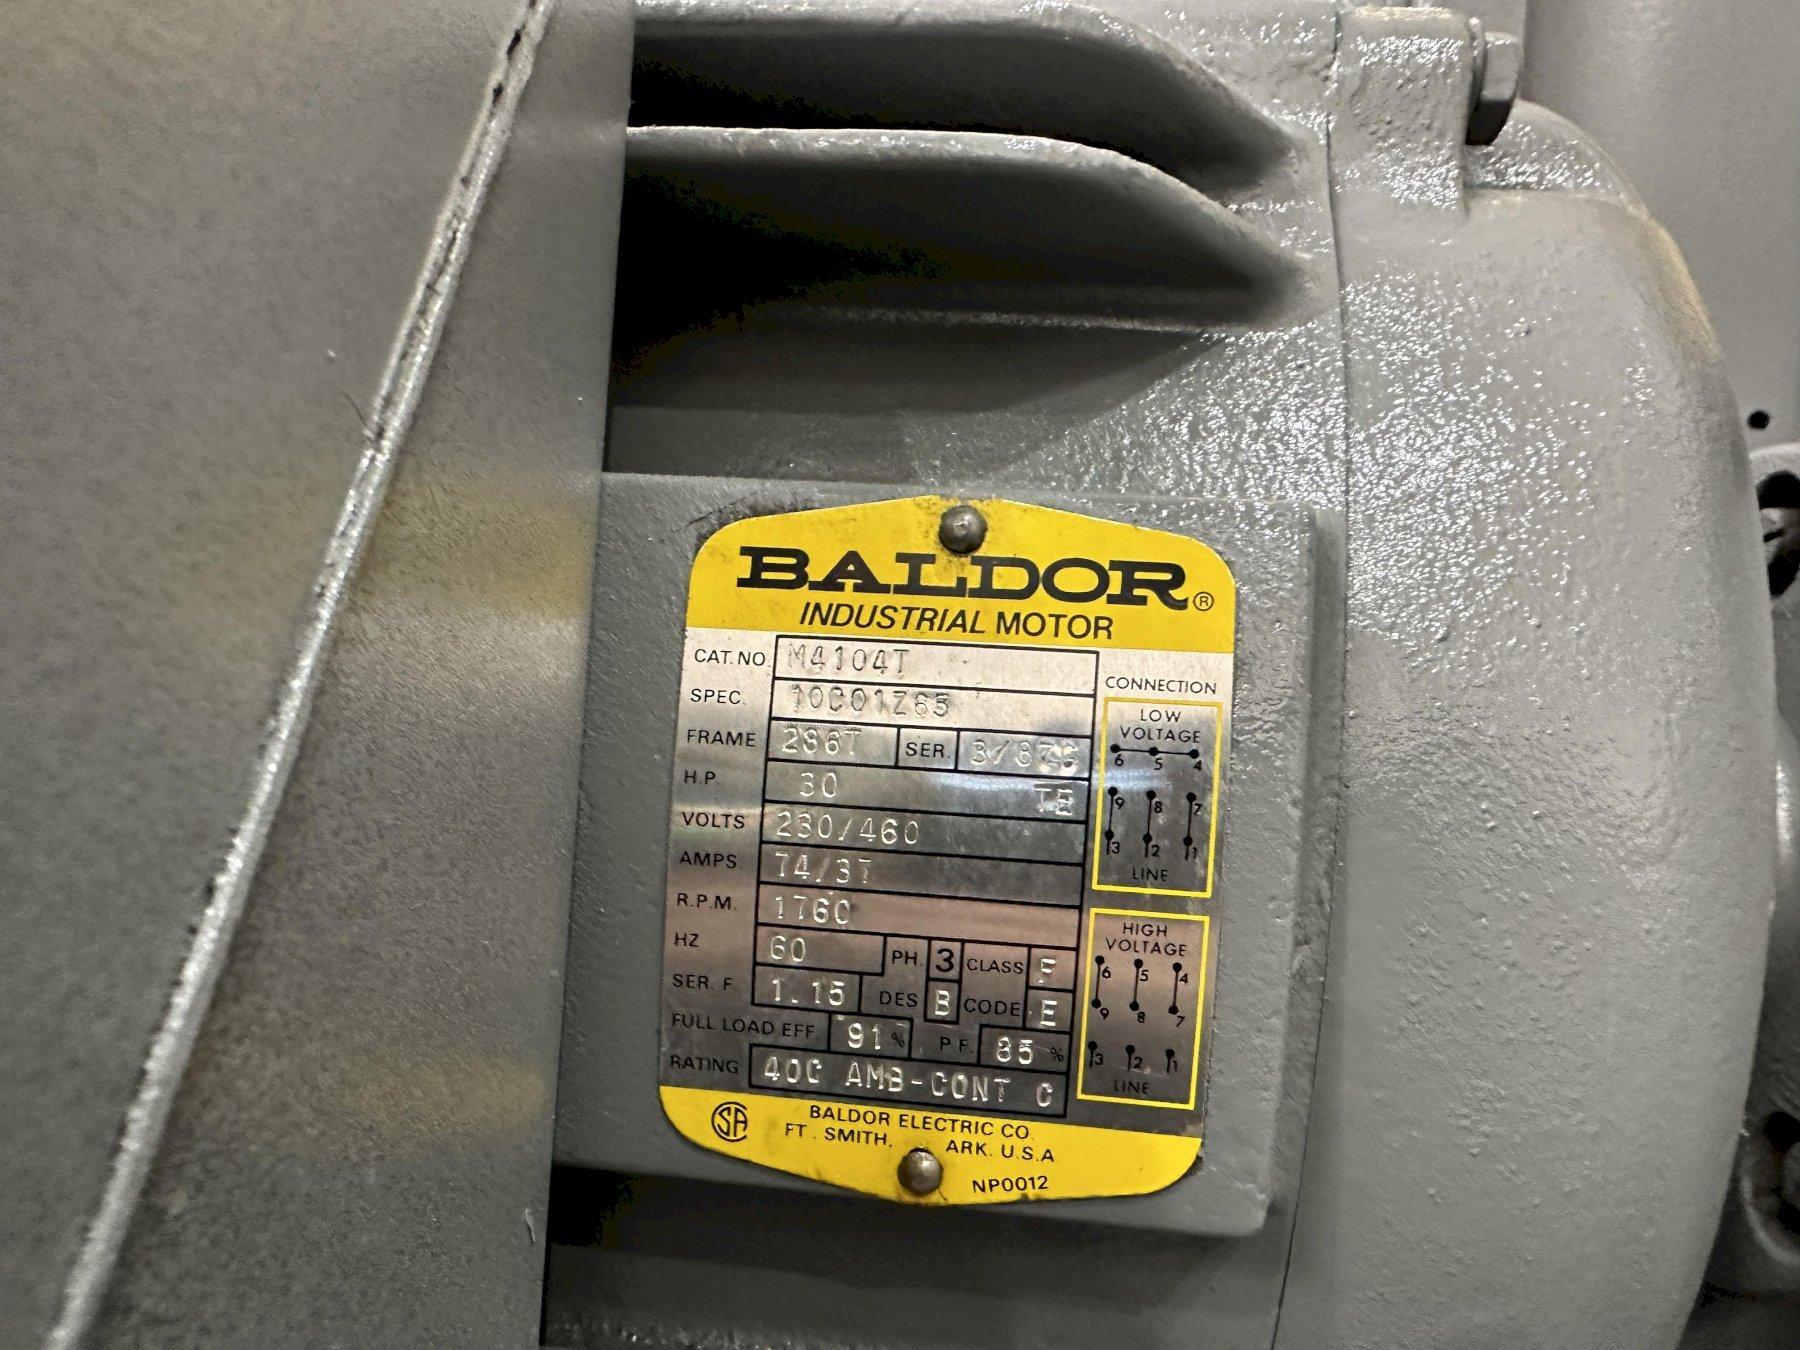 BALDOR®
INDUSTRIAL MOTOR
CAT. NO. M4104T
SPEC. 10C01Z65
FRAME 286T SER.
H.P 30 TE
VOLTS 230/460
AMPS 74/37
R.P.M. 1760
HZ 60 PH. 3 CLASS F
SER. F. 1.15 DES B CODE E
FULL LOAD EFF. 91% P.F. 85%
RATING 40C AMB-CONT C
CONNECTION
LOW
VOLTAGE
6 5 4
9 8 7
3 2 1
LINE
HIGH
VOLTAGE
6 5 4
9 8 7
3 2 1
LINE
SA
BALDOR ELECTRIC CO.
FT. SMITH, ARK. U.S.A
NP0012